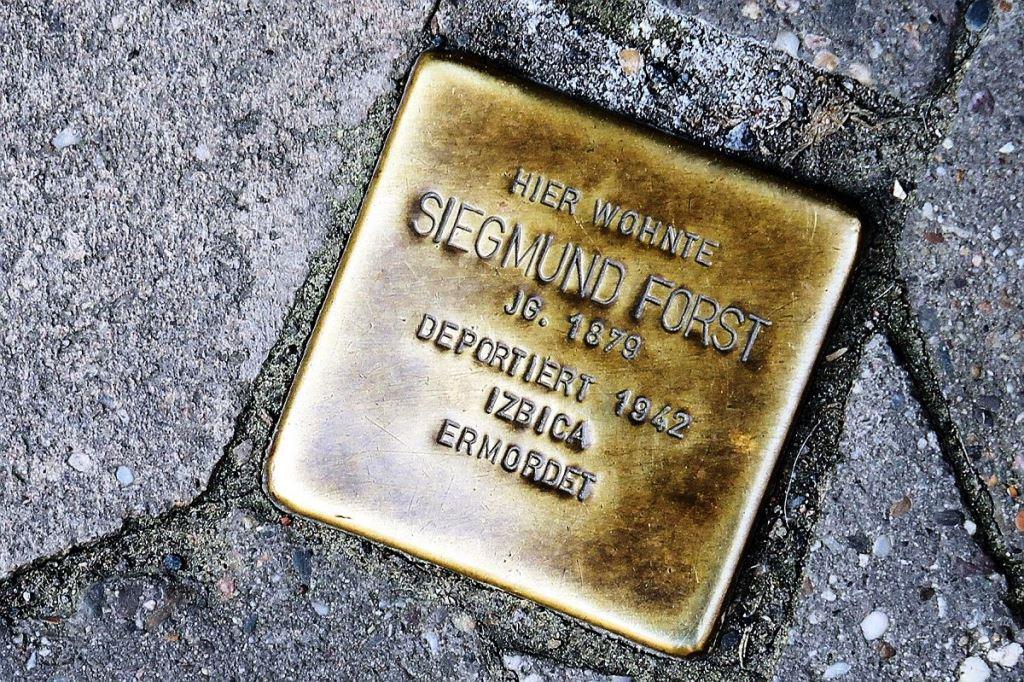 HIER WOHNTE
SIEGMUND FORST
JG. 1879
DEPORTIERT 1942
IZBICA
ERMORDET